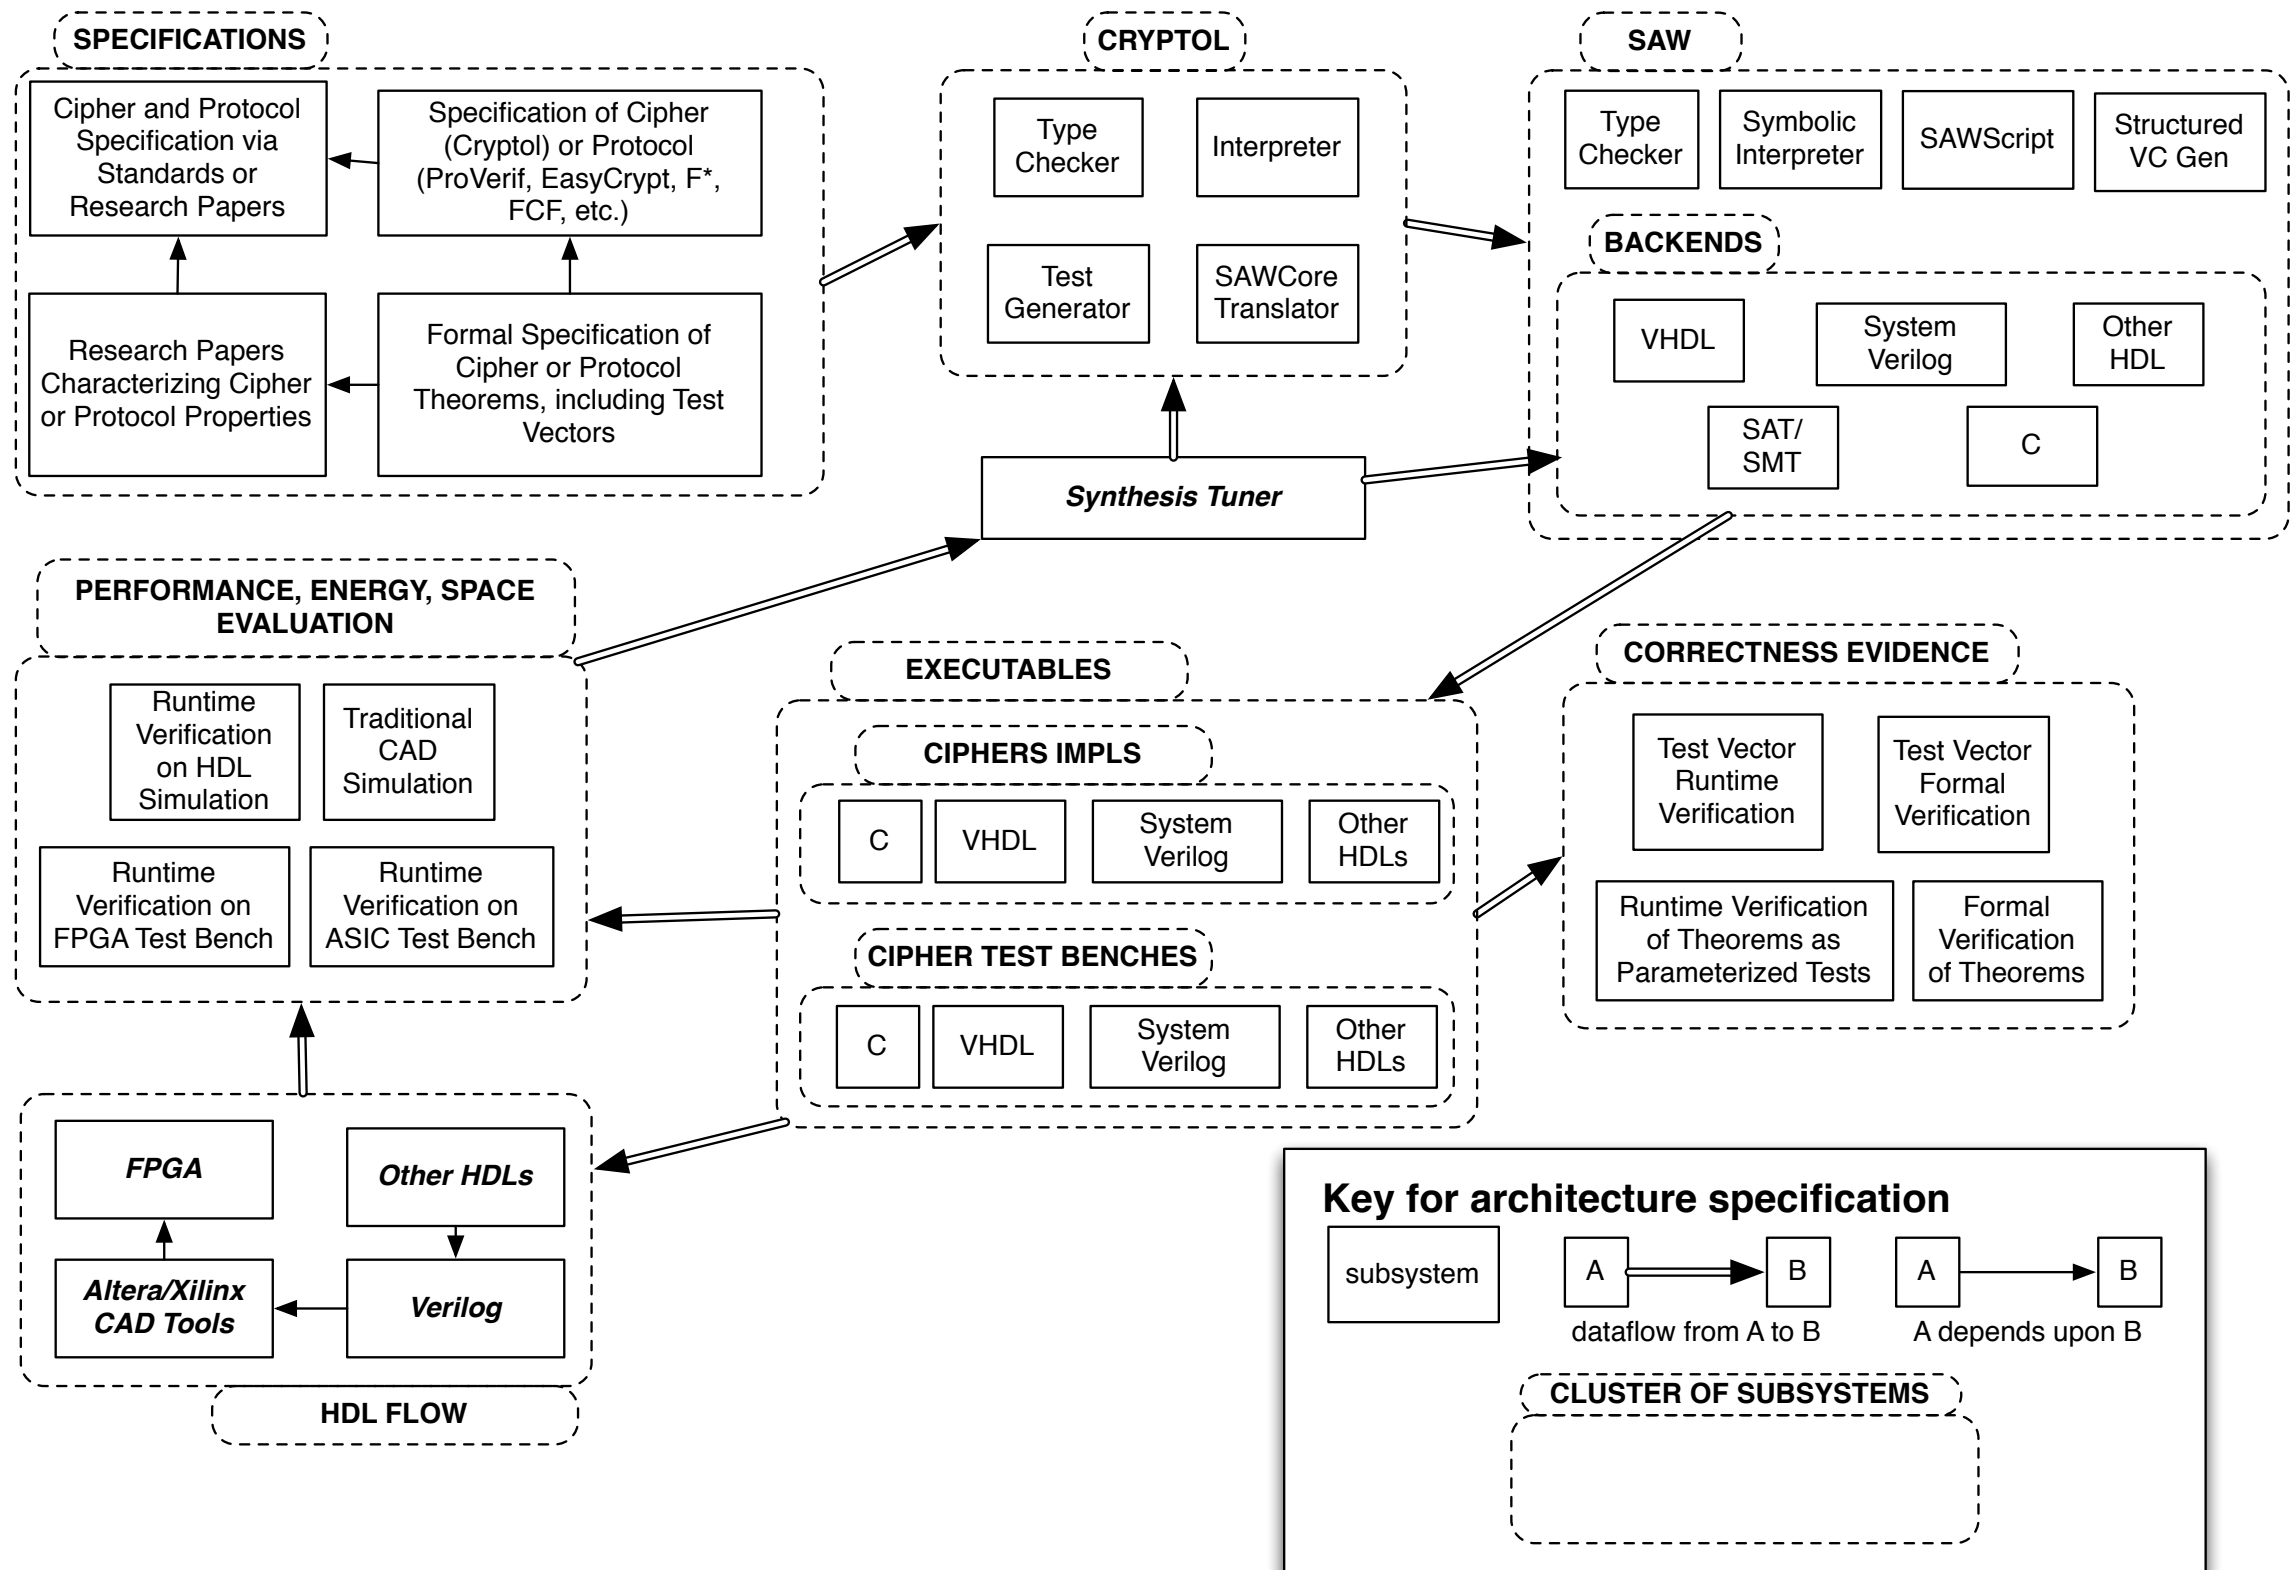 SPECIFICATIONS
Cipher and Protocol
Specification via
Standards or
Research Papers
Specification of Cipher
(Cryptol) or Protocol
(ProVerif, EasyCrypt, F*,
FCF, etc.)
Research Papers
Characterizing Cipher
or Protocol Properties
Formal Specification of
Cipher or Protocol
Theorems, including Test
Vectors
CRYPTOL
Type
Checker
Interpreter
Test
Generator
SAWCore
Translator
SAW
Type
Checker
Symbolic
Interpreter
SAWScript
Structured
VC Gen
BACKENDS
VHDL
System
Verilog
Other
HDL
SAT/
SMT
C
Synthesis Tuner
PERFORMANCE, ENERGY, SPACE
EVALUATION
Runtime
Verification
on HDL
Simulation
Traditional
CAD
Simulation
Runtime
Verification on
FPGA Test Bench
Runtime
Verification on
ASIC Test Bench
EXECUTABLES
CIPHERS IMPLS
C
VHDL
System
Verilog
Other
HDLs
CIPHER TEST BENCHES
C
VHDL
System
Verilog
Other
HDLs
CORRECTNESS EVIDENCE
Test Vector
Runtime
Verification
Test Vector
Formal
Verification
Runtime Verification
of Theorems as
Parameterized Tests
Formal
Verification
of Theorems
FPGA
Other HDLs
Altera/Xilinx
CAD Tools
Verilog
HDL FLOW
Key for architecture specification
subsystem
A
B
dataflow from A to B
A
B
A depends upon B
CLUSTER OF SUBSYSTEMS